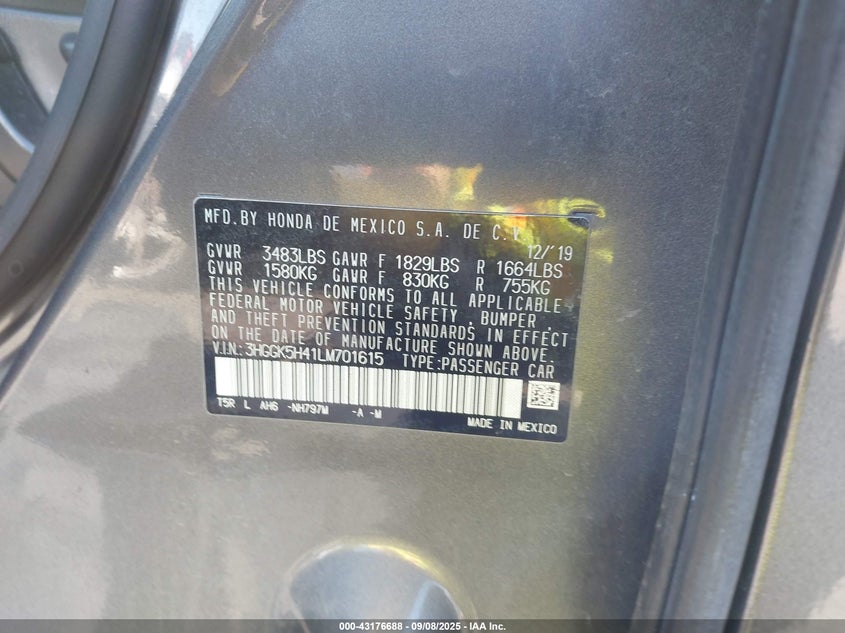 MFD.BY HONDA DE MEXICO S.A. DE C.V.
12/'19
GVWR 3483LBS GAWR F 1829LBS R 1664LBS
GVWR 1580KG GAWR F 830KG R 755KG
THIS VEHICLE CONFORMS TO ALL APPLICABLE
FEDERAL MOTOR VEHICLE SAFETY, BUMPER,
AND THEFT PREVENTION STANDARDS IN EFFECT
ON THE DATE OF MANUFACTURE SHOWN ABOVE.
V.I.N.: 3HGGK5H41LM701615 TYPE:PASSENGER CAR
T5R L AH6 -NH797M -A -M
MADE IN MEXICO
000-43176688 - 09/08/2025 - IAA Inc.